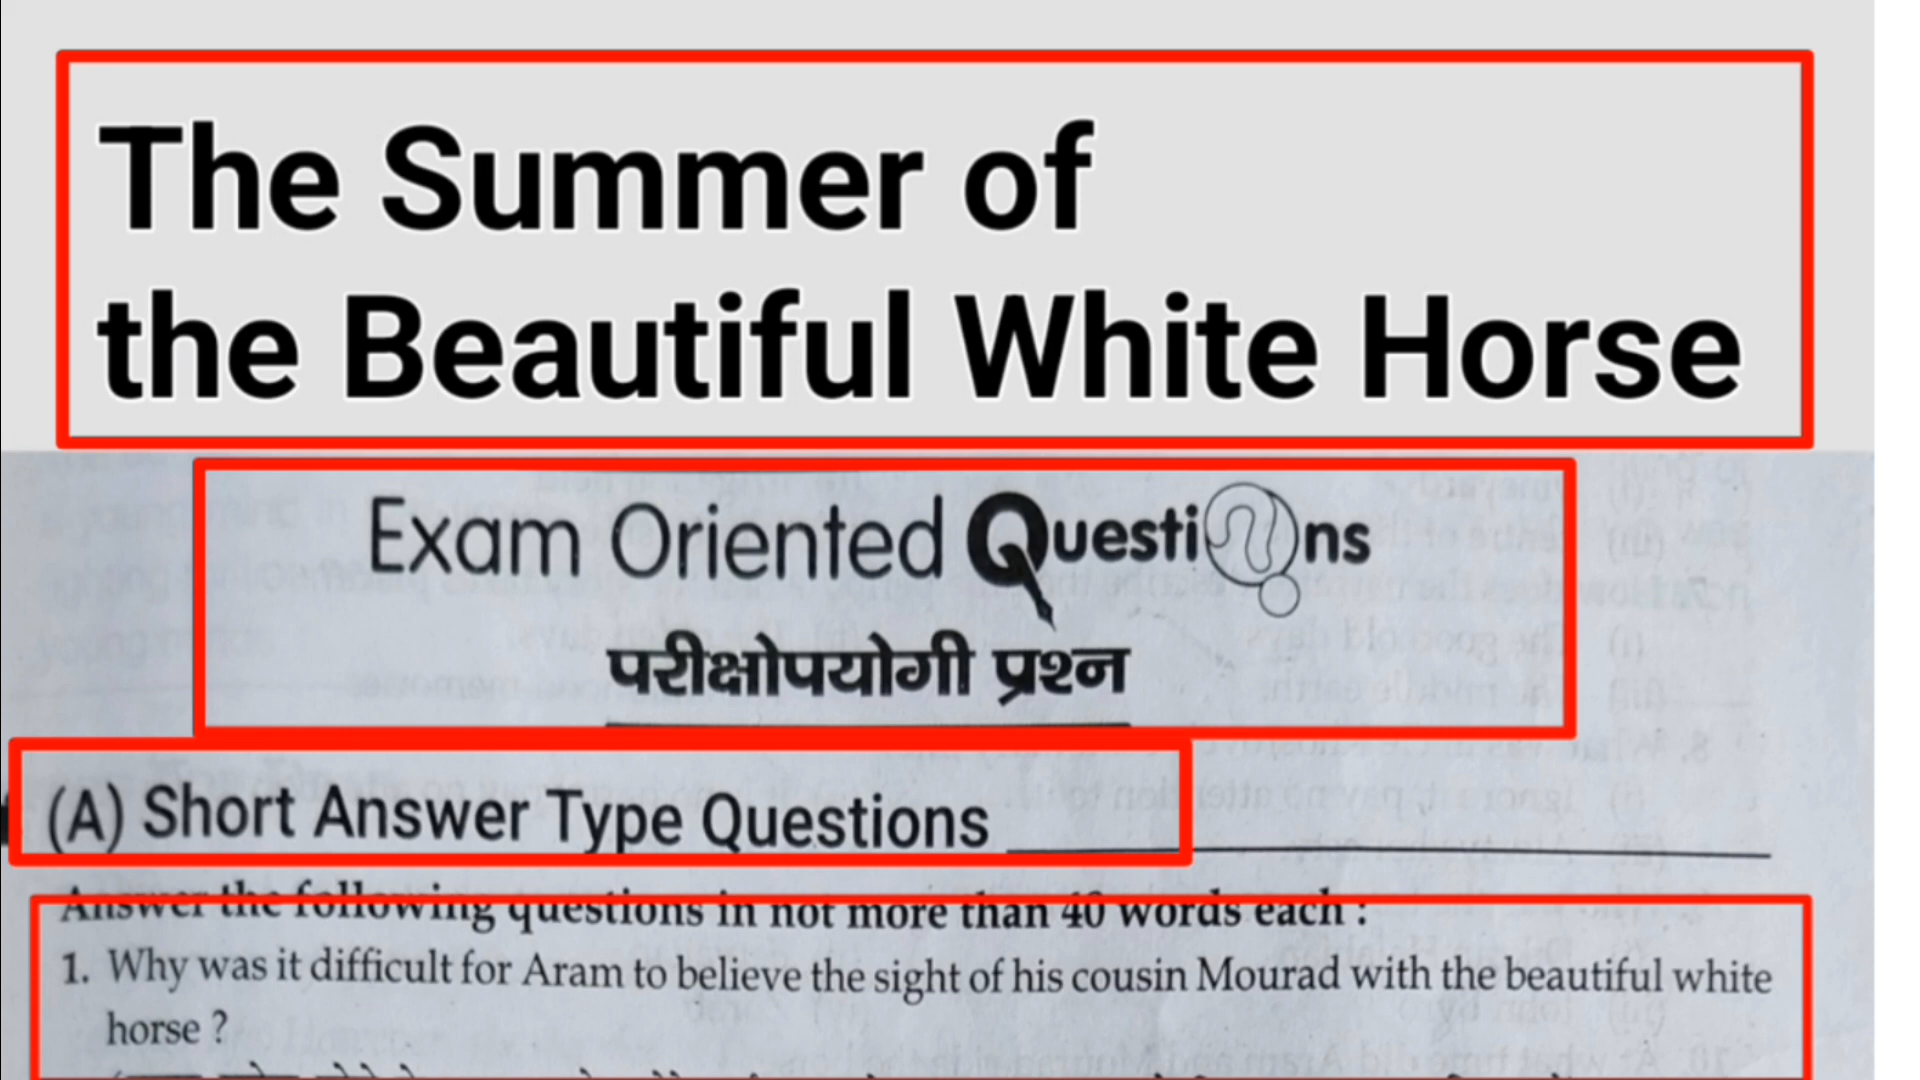 The Summer of
the Beautiful White Horse
Exam Oriented Questions
परीक्षोपयोगी प्रश्न
(A) Short Answer Type Questions
Answer the following questions in not more than 40 words each :
1. Why was it difficult for Aram to believe the sight of his cousin Mourad with the beautiful white
horse ?